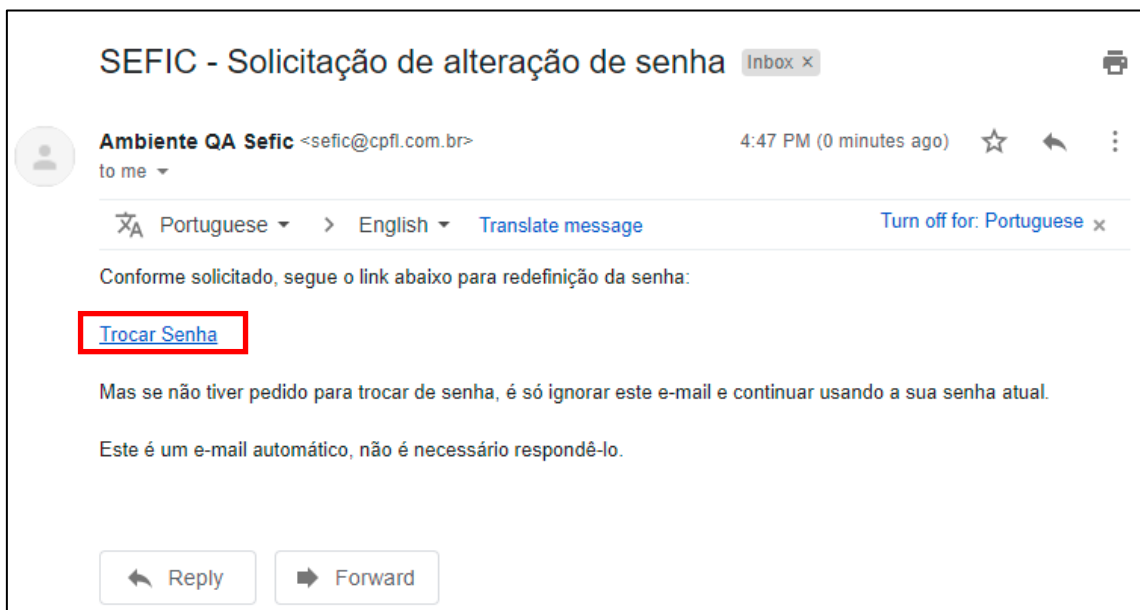 SEFIC - Solicitação de alteração de senha Inbox ×
Ambiente QA Sefic <sefic@cpfl.com.br> 4:47 PM (0 minutes ago)
to me
Portuguese > English Translate message Turn off for: Portuguese ×
Conforme solicitado, segue o link abaixo para redefinição da senha:
Trocar Senha
Mas se não tiver pedido para trocar de senha, é só ignorar este e-mail e continuar usando a sua senha atual.
Este é um e-mail automático, não é necessário respondê-lo.
Reply Forward